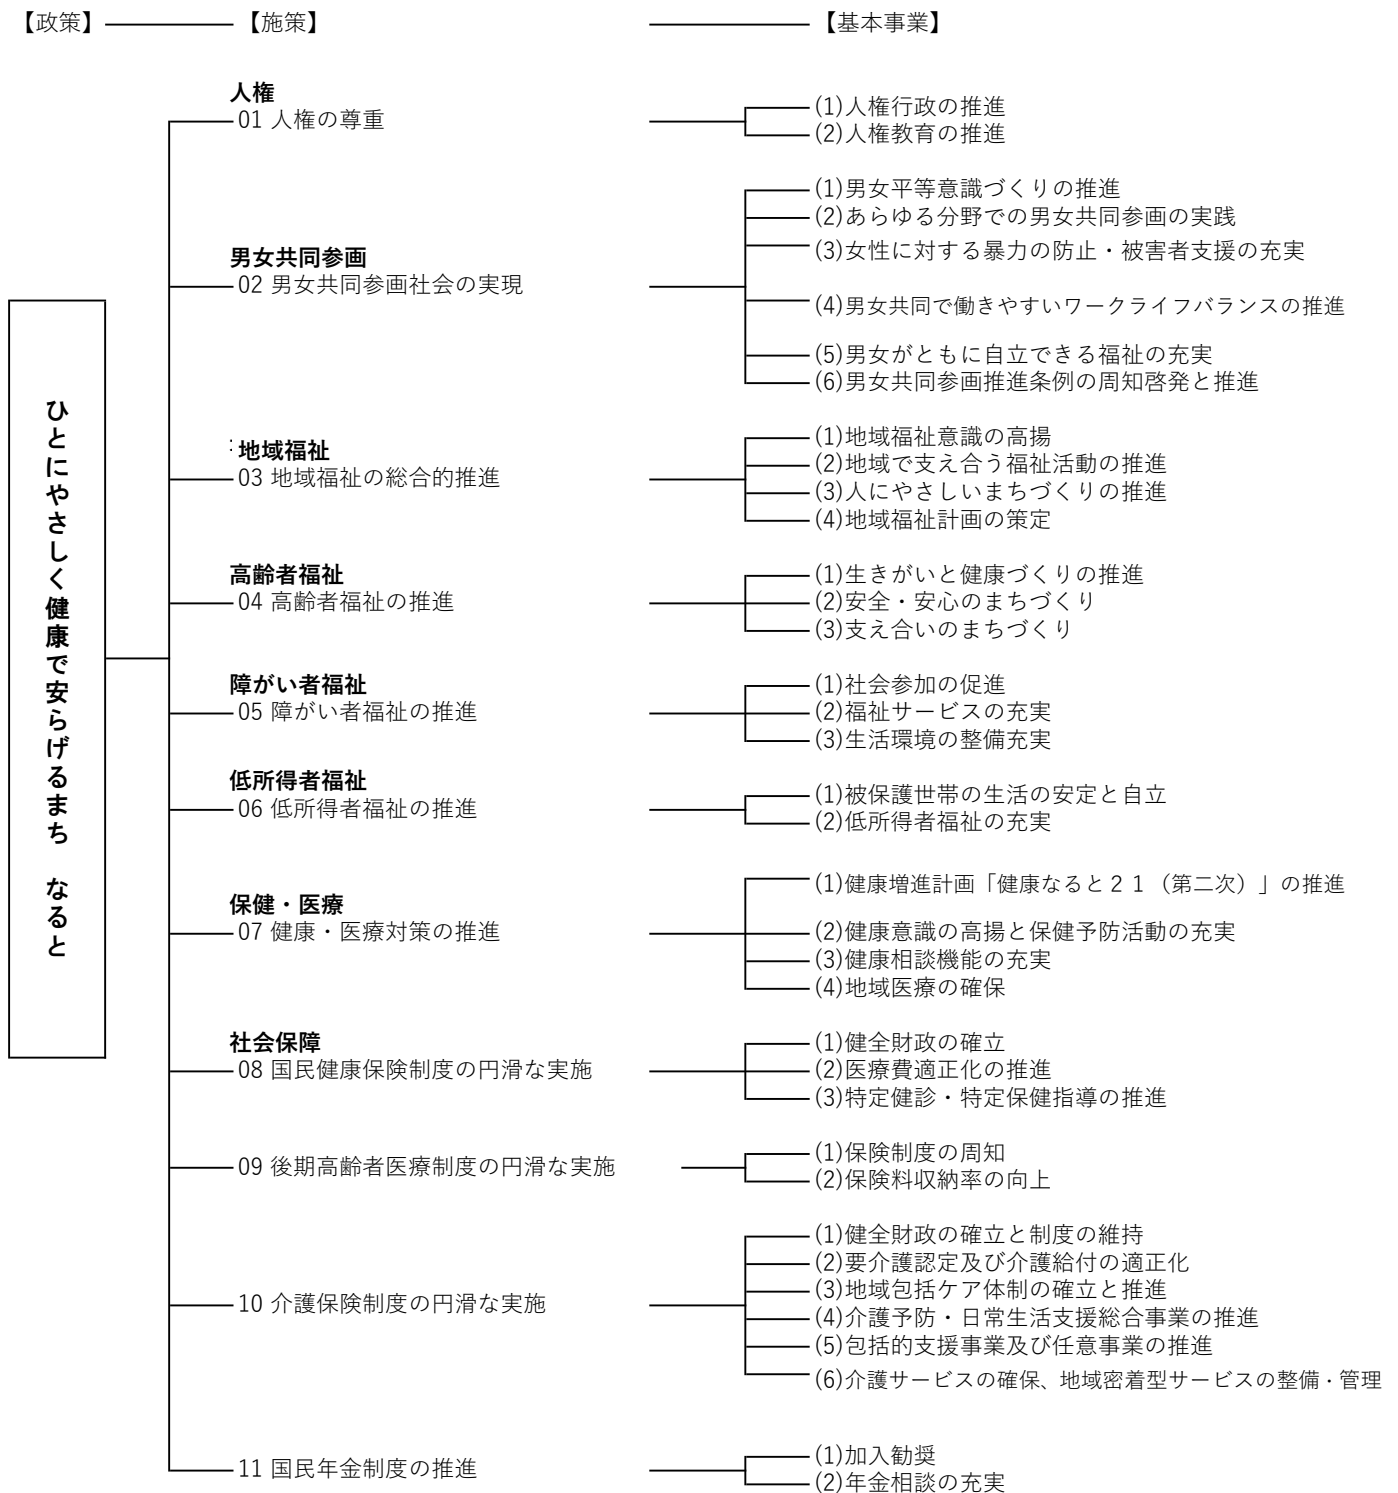 【政策】 【施策】 【基本事業】
ひとにやさしく健康で安らげるまち なると
人権
01 人権の尊重
(1)人権行政の推進
(2)人権教育の推進
男女共同参画
02 男女共同参画社会の実現
(1)男女平等意識づくりの推進
(2)あらゆる分野での男女共同参画の実践
(3)女性に対する暴力の防止・被害者支援の充実
(4)男女共同で働きやすいワークライフバランスの推進
(5)男女がともに自立できる福祉の充実
(6)男女共同参画推進条例の周知啓発と推進
地域福祉
03 地域福祉の総合的推進
(1)地域福祉意識の高揚
(2)地域で支え合う福祉活動の推進
(3)人にやさしいまちづくりの推進
(4)地域福祉計画の策定
高齢者福祉
04 高齢者福祉の推進
(1)生きがいと健康づくりの推進
(2)安全・安心のまちづくり
(3)支え合いのまちづくり
障がい者福祉
05 障がい者福祉の推進
(1)社会参加の促進
(2)福祉サービスの充実
(3)生活環境の整備充実
低所得者福祉
06 低所得者福祉の推進
(1)被保護世帯の生活の安定と自立
(2)低所得者福祉の充実
保健・医療
07 健康・医療対策の推進
(1)健康増進計画「健康なると２１（第二次）」の推進
(2)健康意識の高揚と保健予防活動の充実
(3)健康相談機能の充実
(4)地域医療の確保
社会保障
08 国民健康保険制度の円滑な実施
(1)健全財政の確立
(2)医療費適正化の推進
(3)特定健診・特定保健指導の推進
09 後期高齢者医療制度の円滑な実施
(1)保険制度の周知
(2)保険料収納率の向上
10 介護保険制度の円滑な実施
(1)健全財政の確立と制度の維持
(2)要介護認定及び介護給付の適正化
(3)地域包括ケア体制の確立と推進
(4)介護予防・日常生活支援総合事業の推進
(5)包括的支援事業及び任意事業の推進
(6)介護サービスの確保、地域密着型サービスの整備・管理
11 国民年金制度の推進
(1)加入勧奨
(2)年金相談の充実